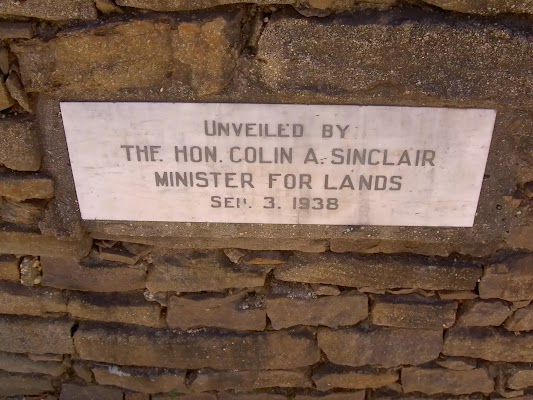 UNVEILED BY
THE. HON. COLIN A. SINCLAIR
MINISTER FOR LANDS
SEP. 3. 1938